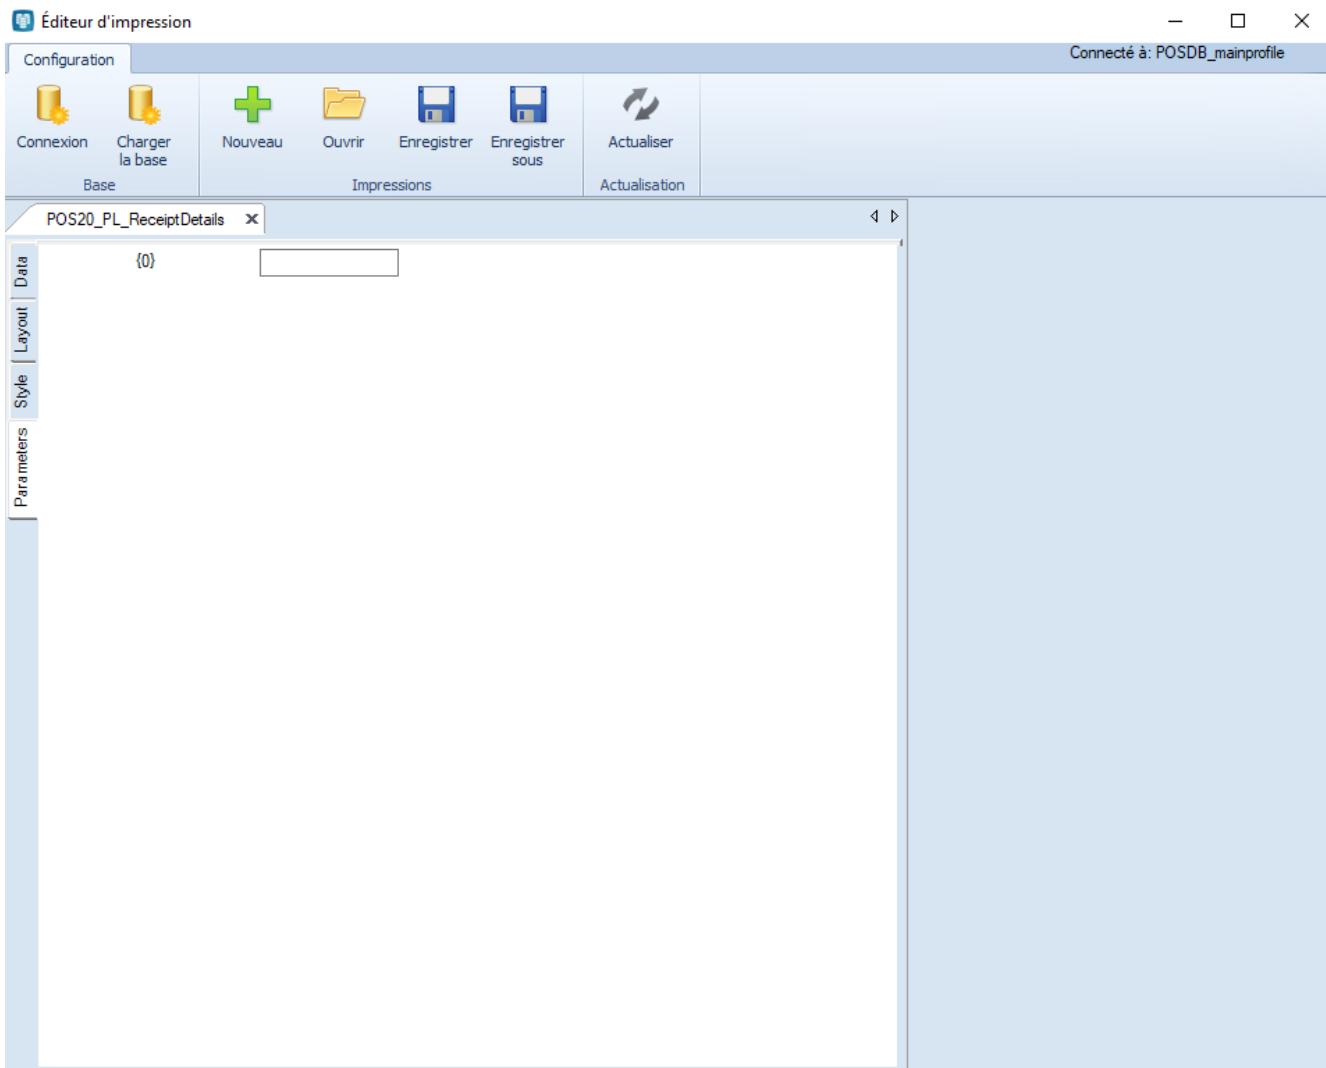 Éditeur d'impression
Configuration
Connecté à: POSDB_mainprofile
Connexion
Charger
la base
Nouveau
Ouvrir
Enregistrer
Enregistrer
sous
Actualiser
Base
Impressions
Actualisation
POS20_PL_ReceiptDetails
{0}
Data
Layout
Style
Parameters